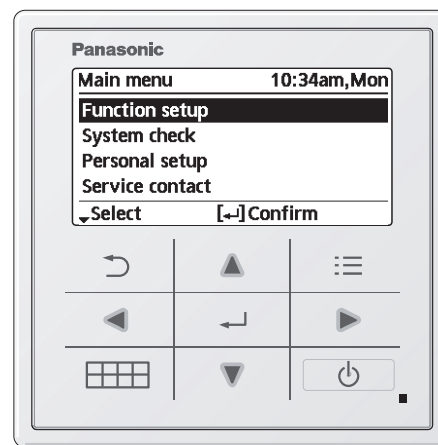 Panasonic
Main menu 10:34am,Mon
Function setup
System check
Personal setup
Service contact
Select [↵] Confirm